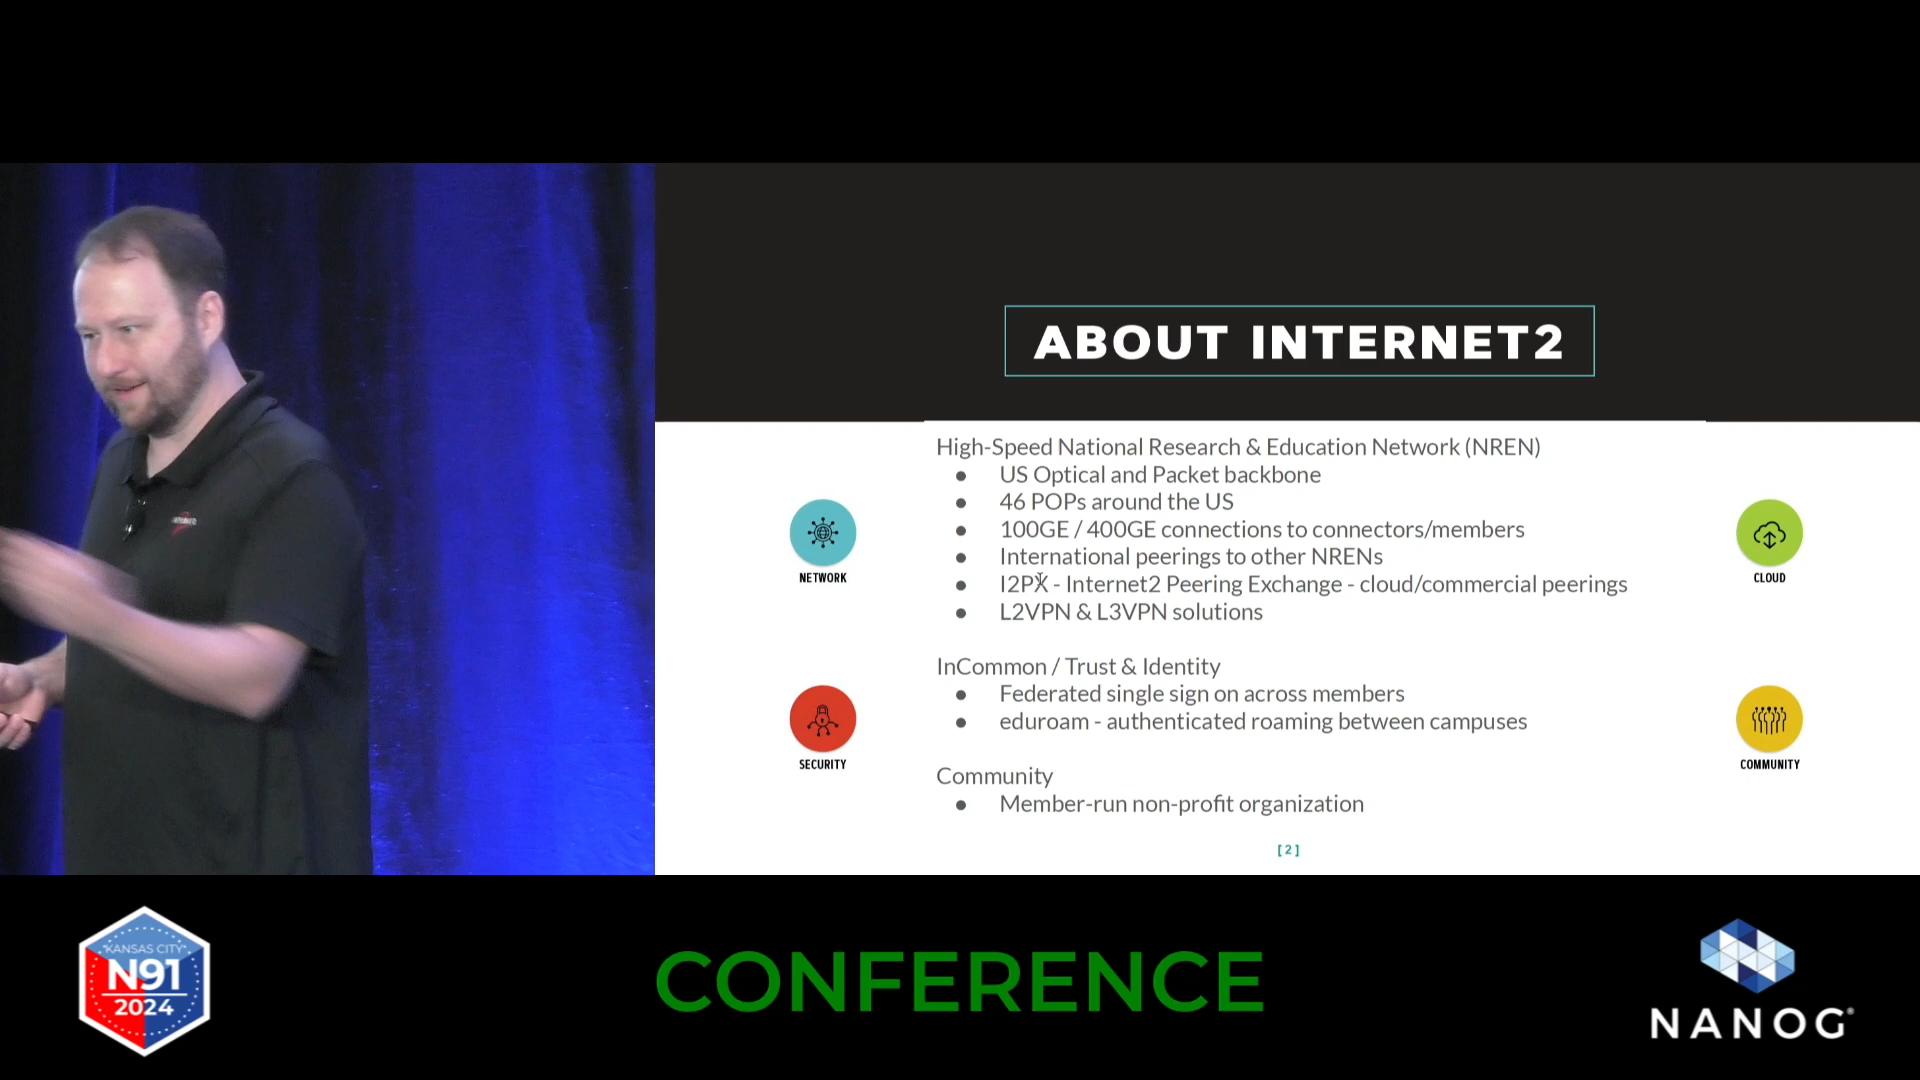 ABOUT INTERNET2
High-Speed National Research & Education Network (NREN)
● US Optical and Packet backbone
● 46 POPs around the US
● 100GE / 400GE connections to connectors/members
● International peerings to other NRENs
● I2PX - Internet2 Peering Exchange - cloud/commercial peerings
● L2VPN & L3VPN solutions
InCommon / Trust & Identity
● Federated single sign on across members
● eduroam - authenticated roaming between campuses
Community
● Member-run non-profit organization
[2]
NETWORK
SECURITY
CLOUD
COMMUNITY
KANSAS CITY
N91
2024
CONFERENCE
NANOG®